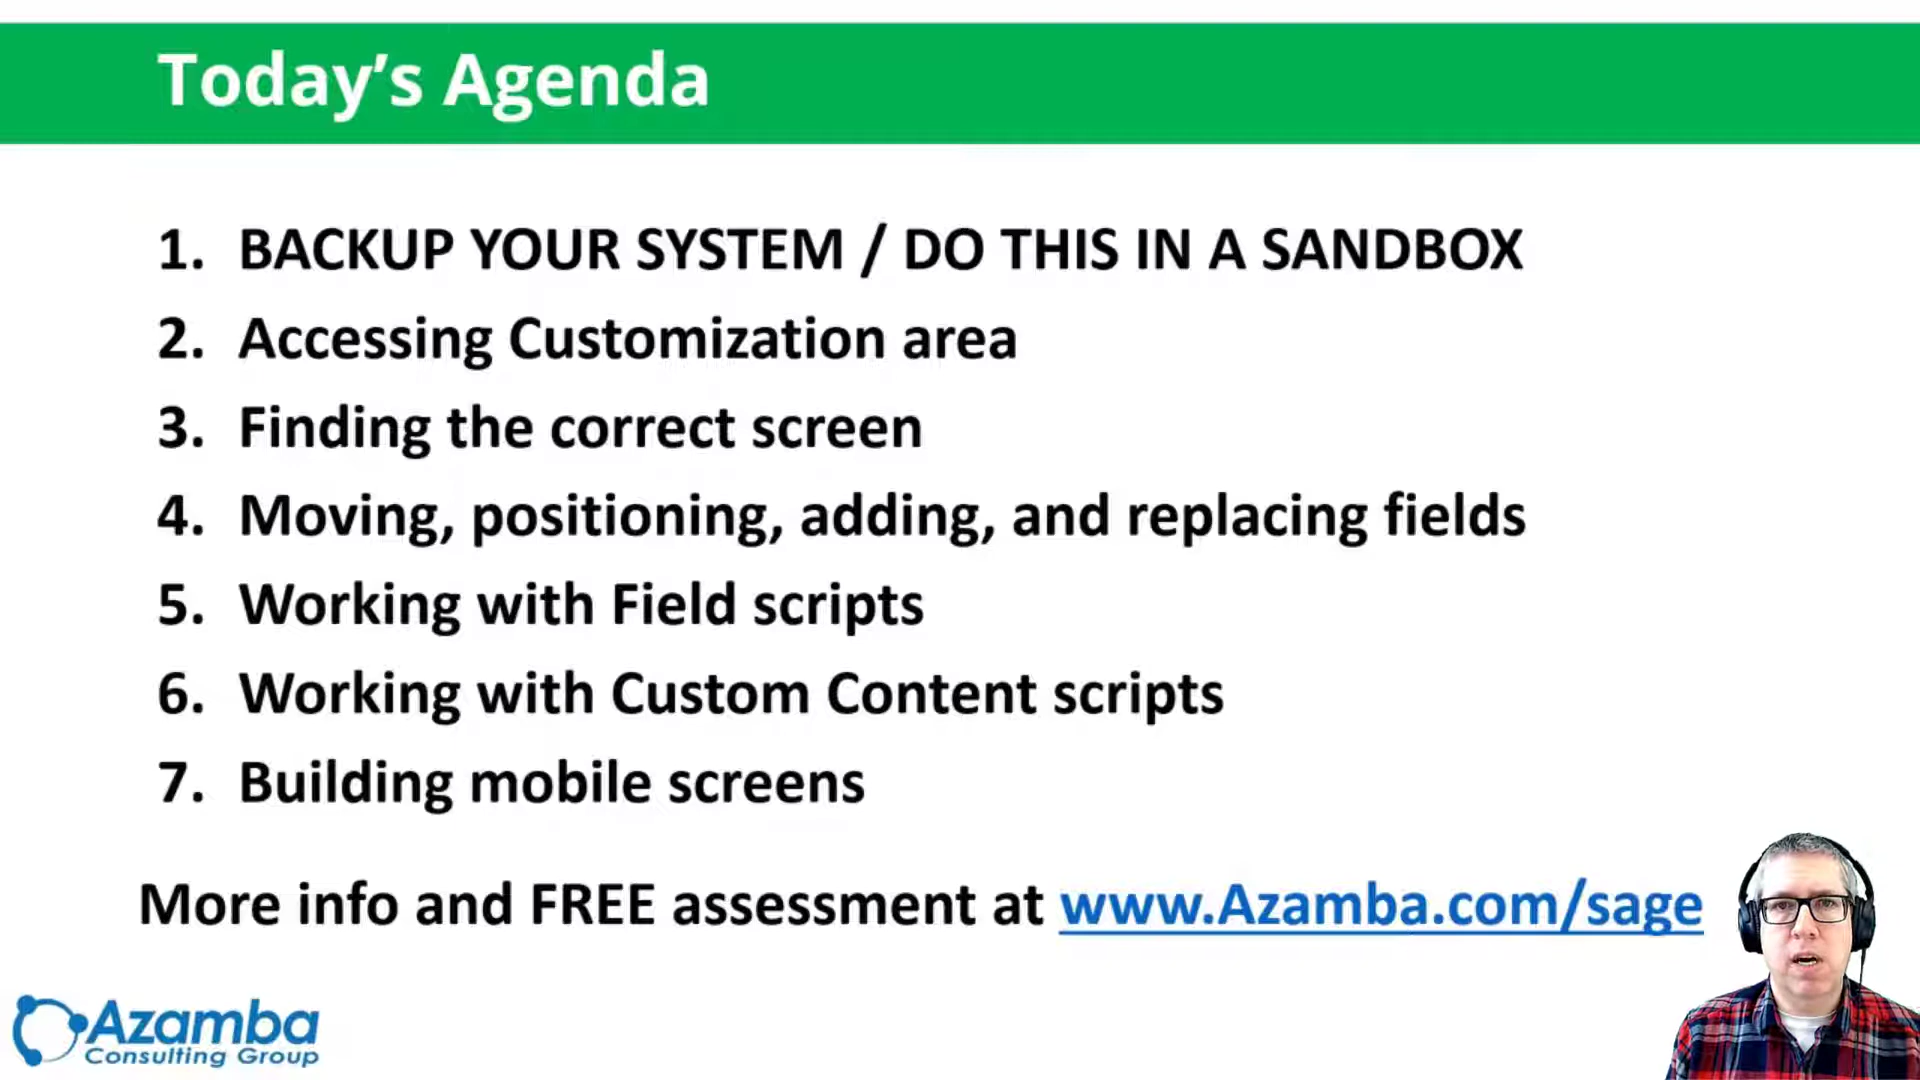 Today’s Agenda
1. BACKUP YOUR SYSTEM / DO THIS IN A SANDBOX
2. Accessing Customization area
3. Finding the correct screen
4. Moving, positioning, adding, and replacing fields
5. Working with Field scripts
6. Working with Custom Content scripts
7. Building mobile screens
More info and FREE assessment at www.Azamba.com/sage
Azamba
Consulting Group